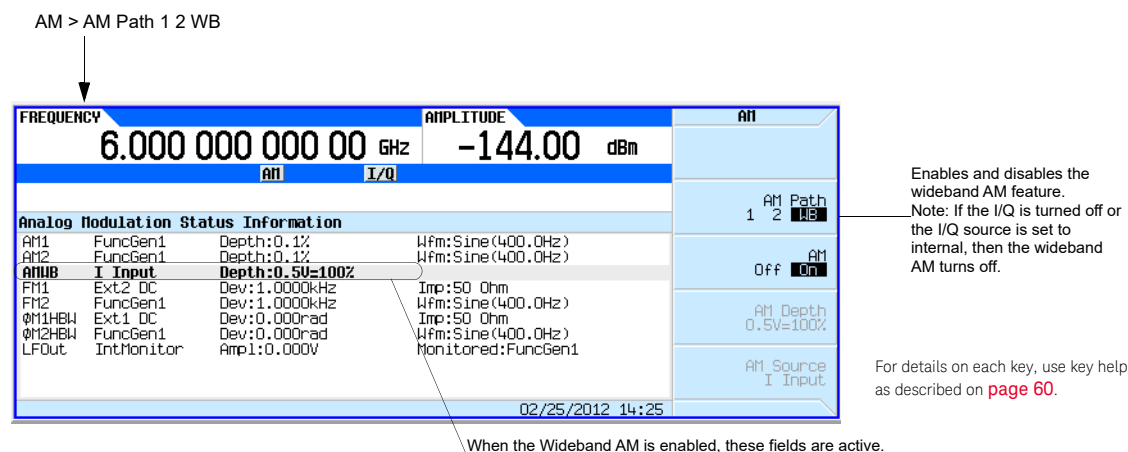 AM > AM Path 1 2 WB
FREQUENCY
AMPLITUDE
6.000 000 000 00 GHz
-144.00 dBm
AM
I/Q
Analog Modulation Status Information
AM1 FuncGen1 Depth:0.1% Wfm:Sine(400.0Hz)
AM2 FuncGen1 Depth:0.1% Wfm:Sine(400.0Hz)
AMWB I Input Depth:0.5V=100%
FM1 Ext2 DC Dev:1.0000kHz Imp:50 Ohm
FM2 FuncGen1 Dev:1.0000kHz Wfm:Sine(400.0Hz)
ΦM1HBW Ext1 DC Dev:0.000rad Imp:50 Ohm
ΦM2HBW FuncGen1 Dev:0.000rad Wfm:Sine(400.0Hz)
LFOut IntMonitor Ampl:0.000V Monitored:FuncGen1
02/25/2012 14:25
AM
AM Path
1 2 WB
AM
Off On
AM Depth
0.5V=100%
AM Source
I Input
Enables and disables the
wideband AM feature.
Note: If the I/Q is turned off or
the I/Q source is set to
internal, then the wideband
AM turns off.
For details on each key, use key help
as described on page 60.
When the Wideband AM is enabled, these fields are active.